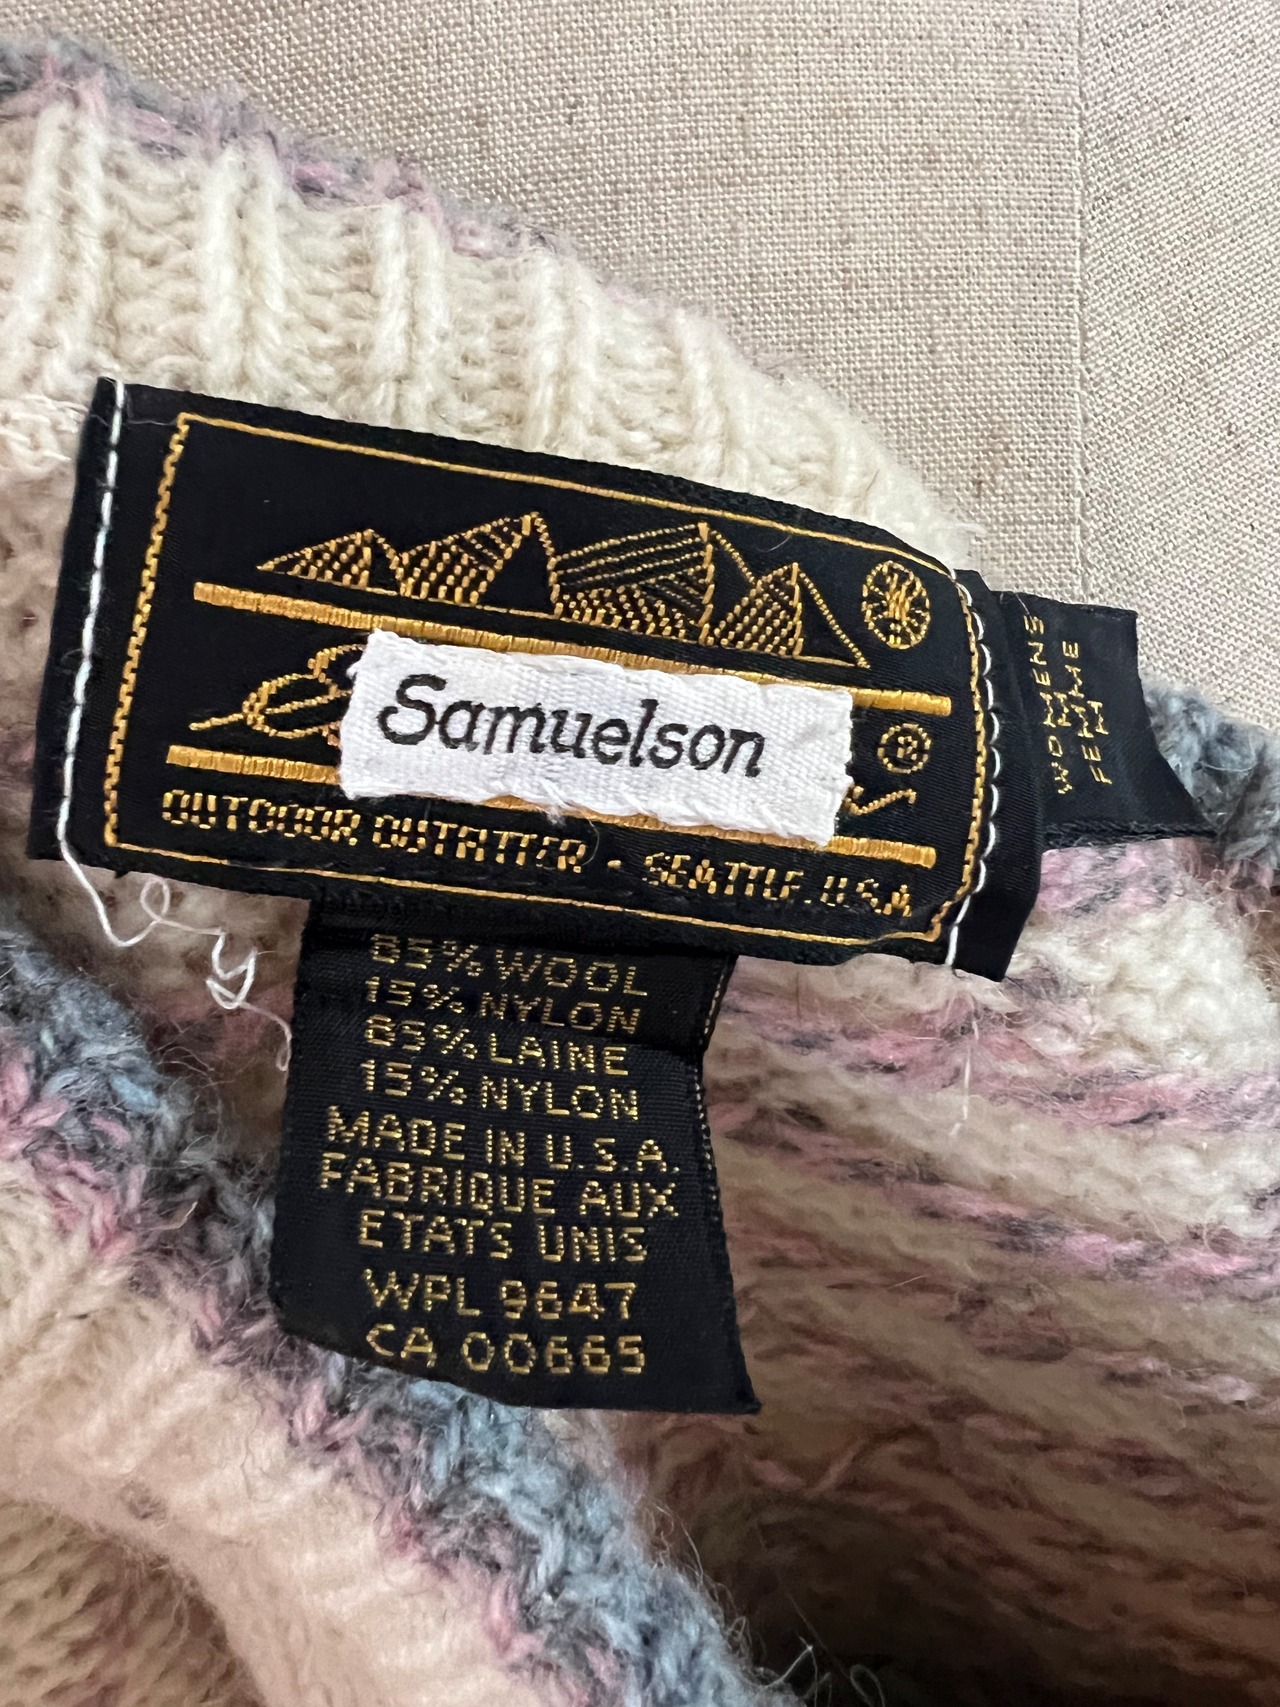 Samuelson
OUTDOOR OUTFITTER - SEATTLE, U.S.A.
WOMENS
FEMME
85% WOOL
15% NYLON
85% LAINE
15% NYLON
MADE IN U.S.A.
FABRIQUE AUX
ETATS UNIS
WPL 9647
CA 00665